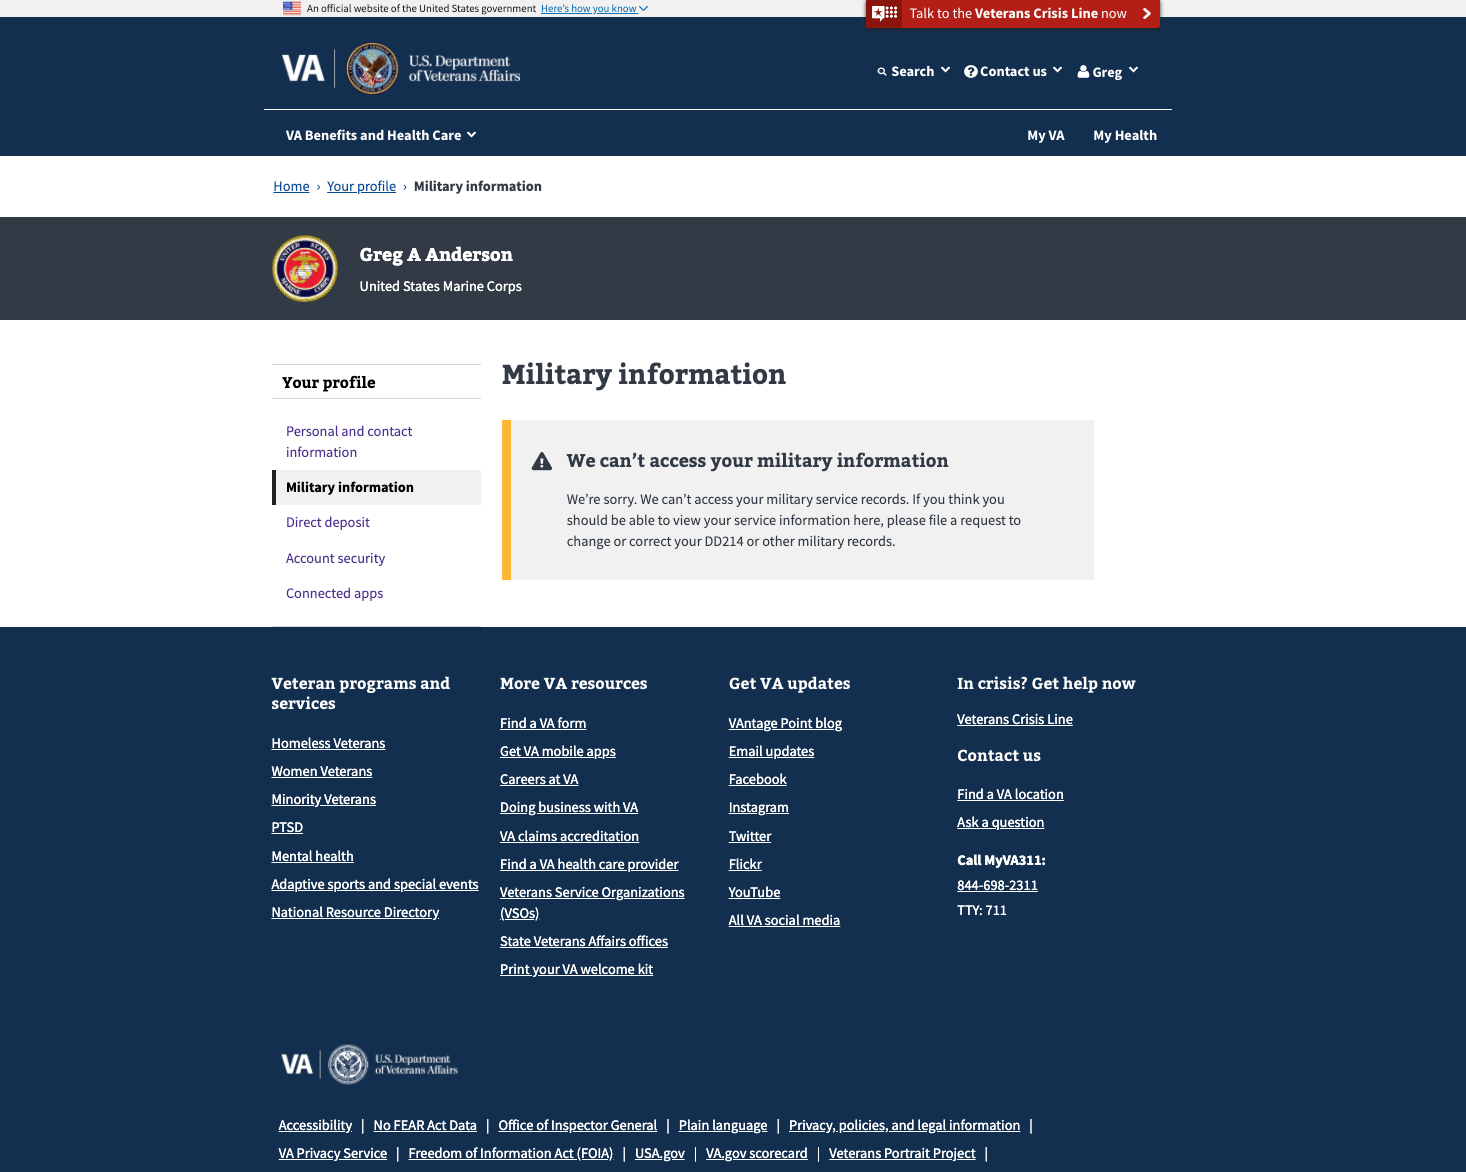 An official website of the United States government Here's how you know
Talk to the Veterans Crisis Line now
VA
U.S. Department
of Veterans Affairs
Search
Contact us
Greg
VA Benefits and Health Care
My VA
My Health
Home › Your profile › Military information
UNITED STATES
MARINE CORPS
Greg A Anderson
United States Marine Corps
Your profile
Personal and contact
information
Military information
Direct deposit
Account security
Connected apps
Military information
We can't access your military information
We're sorry. We can't access your military service records. If you think you
should be able to view your service information here, please file a request to
change or correct your DD214 or other military records.
Veteran programs and
services
Homeless Veterans
Women Veterans
Minority Veterans
PTSD
Mental health
Adaptive sports and special events
National Resource Directory
More VA resources
Find a VA form
Get VA mobile apps
Careers at VA
Doing business with VA
VA claims accreditation
Find a VA health care provider
Veterans Service Organizations
(VSOs)
State Veterans Affairs offices
Print your VA welcome kit
Get VA updates
VAntage Point blog
Email updates
Facebook
Instagram
Twitter
Flickr
YouTube
All VA social media
In crisis? Get help now
Veterans Crisis Line
Contact us
Find a VA location
Ask a question
Call MyVA311:
844-698-2311
TTY: 711
VA
U.S. Department
of Veterans Affairs
Accessibility | No FEAR Act Data | Office of Inspector General | Plain language | Privacy, policies, and legal information |
VA Privacy Service | Freedom of Information Act (FOIA) | USA.gov | VA.gov scorecard | Veterans Portrait Project |